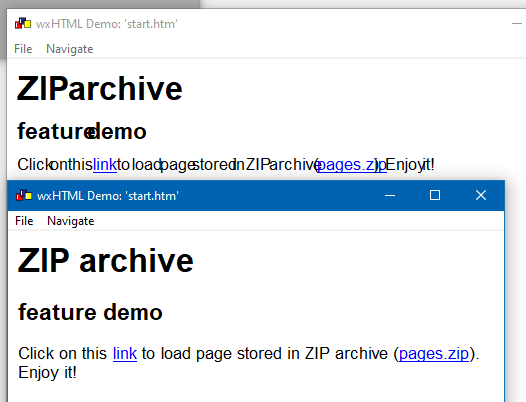 wxHTML Demo: 'start.htm'
File Navigate
ZIParchive
featuredemo
Clickonthislinktoloadpagestoredin ZIParchive(pages.zip).Enjoyit!
wxHTML Demo: 'start.htm'
File Navigate
ZIP archive
feature demo
Click on this link to load page stored in ZIP archive (pages.zip).
Enjoy it!